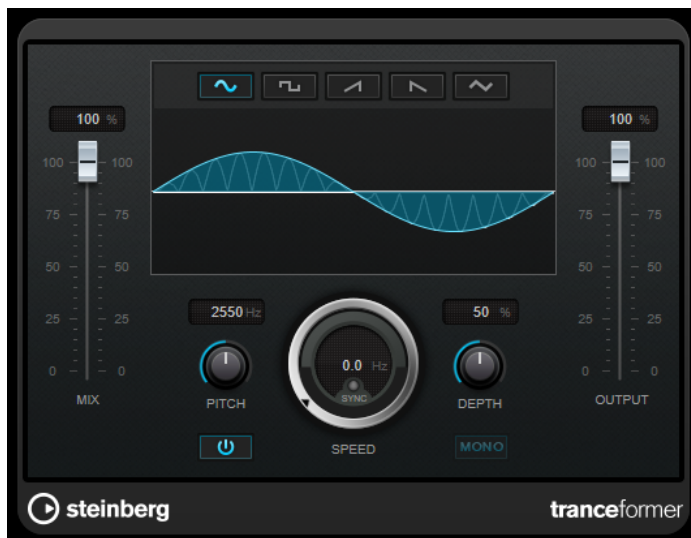 100 %
100 %
100 100
75 75
50 50
25 25
0 0
MIX
100 100
75 75
50 50
25 25
0 0
OUTPUT
2550 Hz
PITCH
0.0 Hz
SYNC
SPEED
50 %
DEPTH
MONO
steinberg
tranceformer